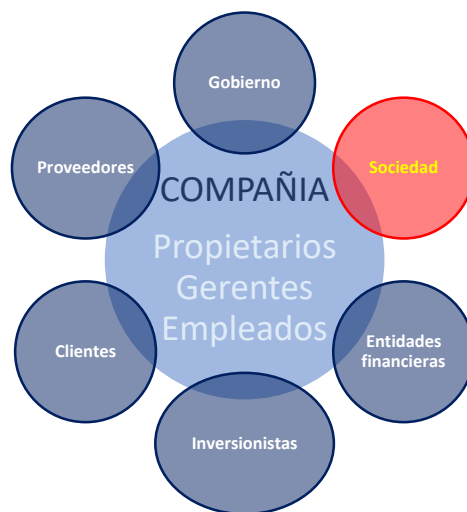 Gobierno
Proveedores
Sociedad
COMPAÑIA
Propietarios
Gerentes
Empleados
Clientes
Entidades
financieras
Inversionistas